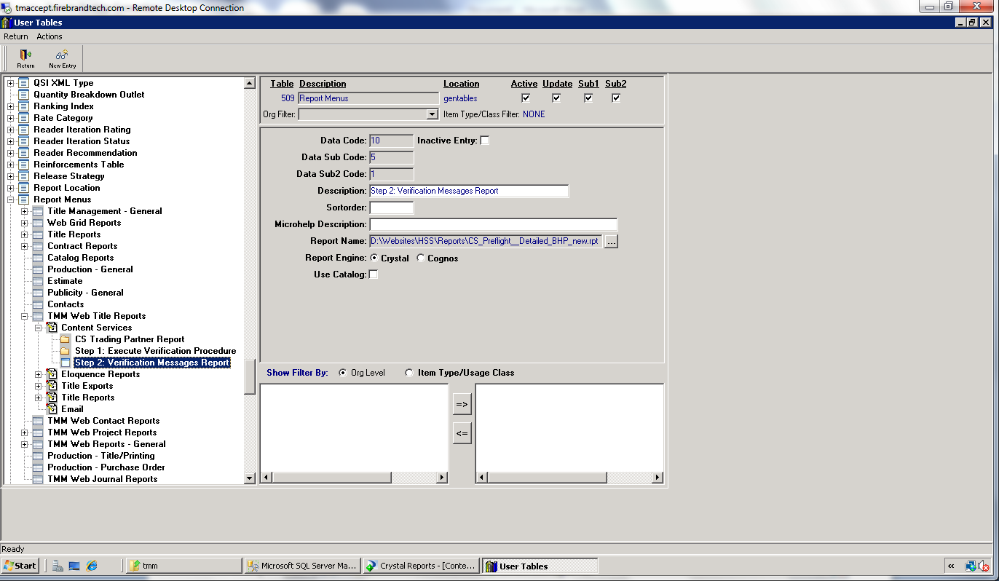 tmaccept.firebrandtech.com - Remote Desktop Connection
User Tables
Return Actions
Return New Entry
QSI XML Type
Quantity Breakdown Outlet
Ranking Index
Rate Category
Reader Iteration Rating
Reader Iteration Status
Reader Recommendation
Reinforcements Table
Release Strategy
Report Location
Report Menus
Title Management - General
Web Grid Reports
Title Reports
Contract Reports
Catalog Reports
Production - General
Estimate
Publicity - General
Contacts
TMM Web Title Reports
Content Services
CS Trading Partner Report
Step 1: Execute Verification Procedure
Step 2: Verification Messages Report
Eloquence Reports
Title Exports
Title Reports
Email
TMM Web Contact Reports
TMM Web Project Reports
TMM Web Reports - General
Production - Title/Printing
Production - Purchase Order
TMM Web Journal Reports
Table Description Location Active Update Sub1 Sub2
509 Report Menus gentables
Org Filter: Item Type/Class Filter: NONE
Data Code: 10 Inactive Entry:
Data Sub Code: 5
Data Sub2 Code: 1
Description: Step 2: Verification Messages Report
Sortorder:
Microhelp Description:
Report Name: D:\Websites\HSS\Reports\CS_Preflight__Detailed_BHP_new.rpt ...
Report Engine: Crystal Cognos
Use Catalog:
Show Filter By: Org Level Item Type/Usage Class
=>
<=
Ready
Start tmm Microsoft SQL Server Ma... Crystal Reports - [Conte... User Tables «